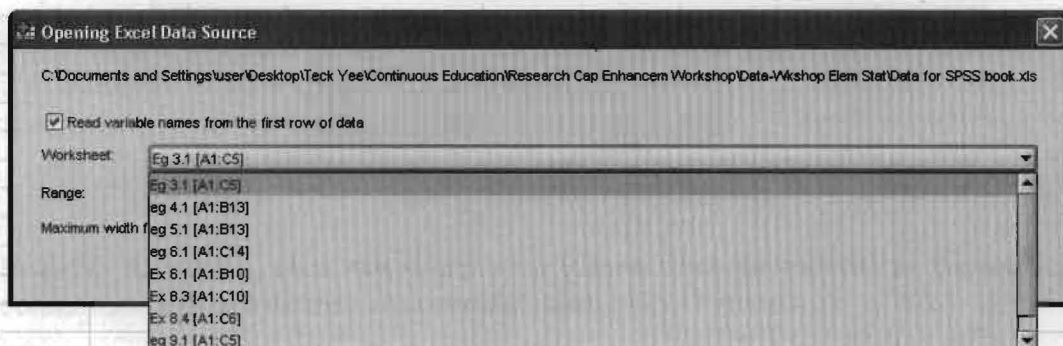 Opening Excel Data Source
C:\Documents and Settings\user\Desktop\Teck Yee\Continuous Education\Research Cap Enhancem Workshop\Data-Wkshop Elem Stat\Data for SPSS book.xls
Read variable names from the first row of data
Worksheet: Eg 3.1 [A1:C5]
Range: Eg 3.1 [A1:C5]
eg 4.1 [A1:B13]
Maximum width f eg 5.1 [A1:B13]
eg 6.1 [A1:C14]
Ex 6.1 [A1:B10]
Ex 8.3 [A1:C10]
Ex 8.4 [A1:C6]
eg 9.1 [A1:C5]